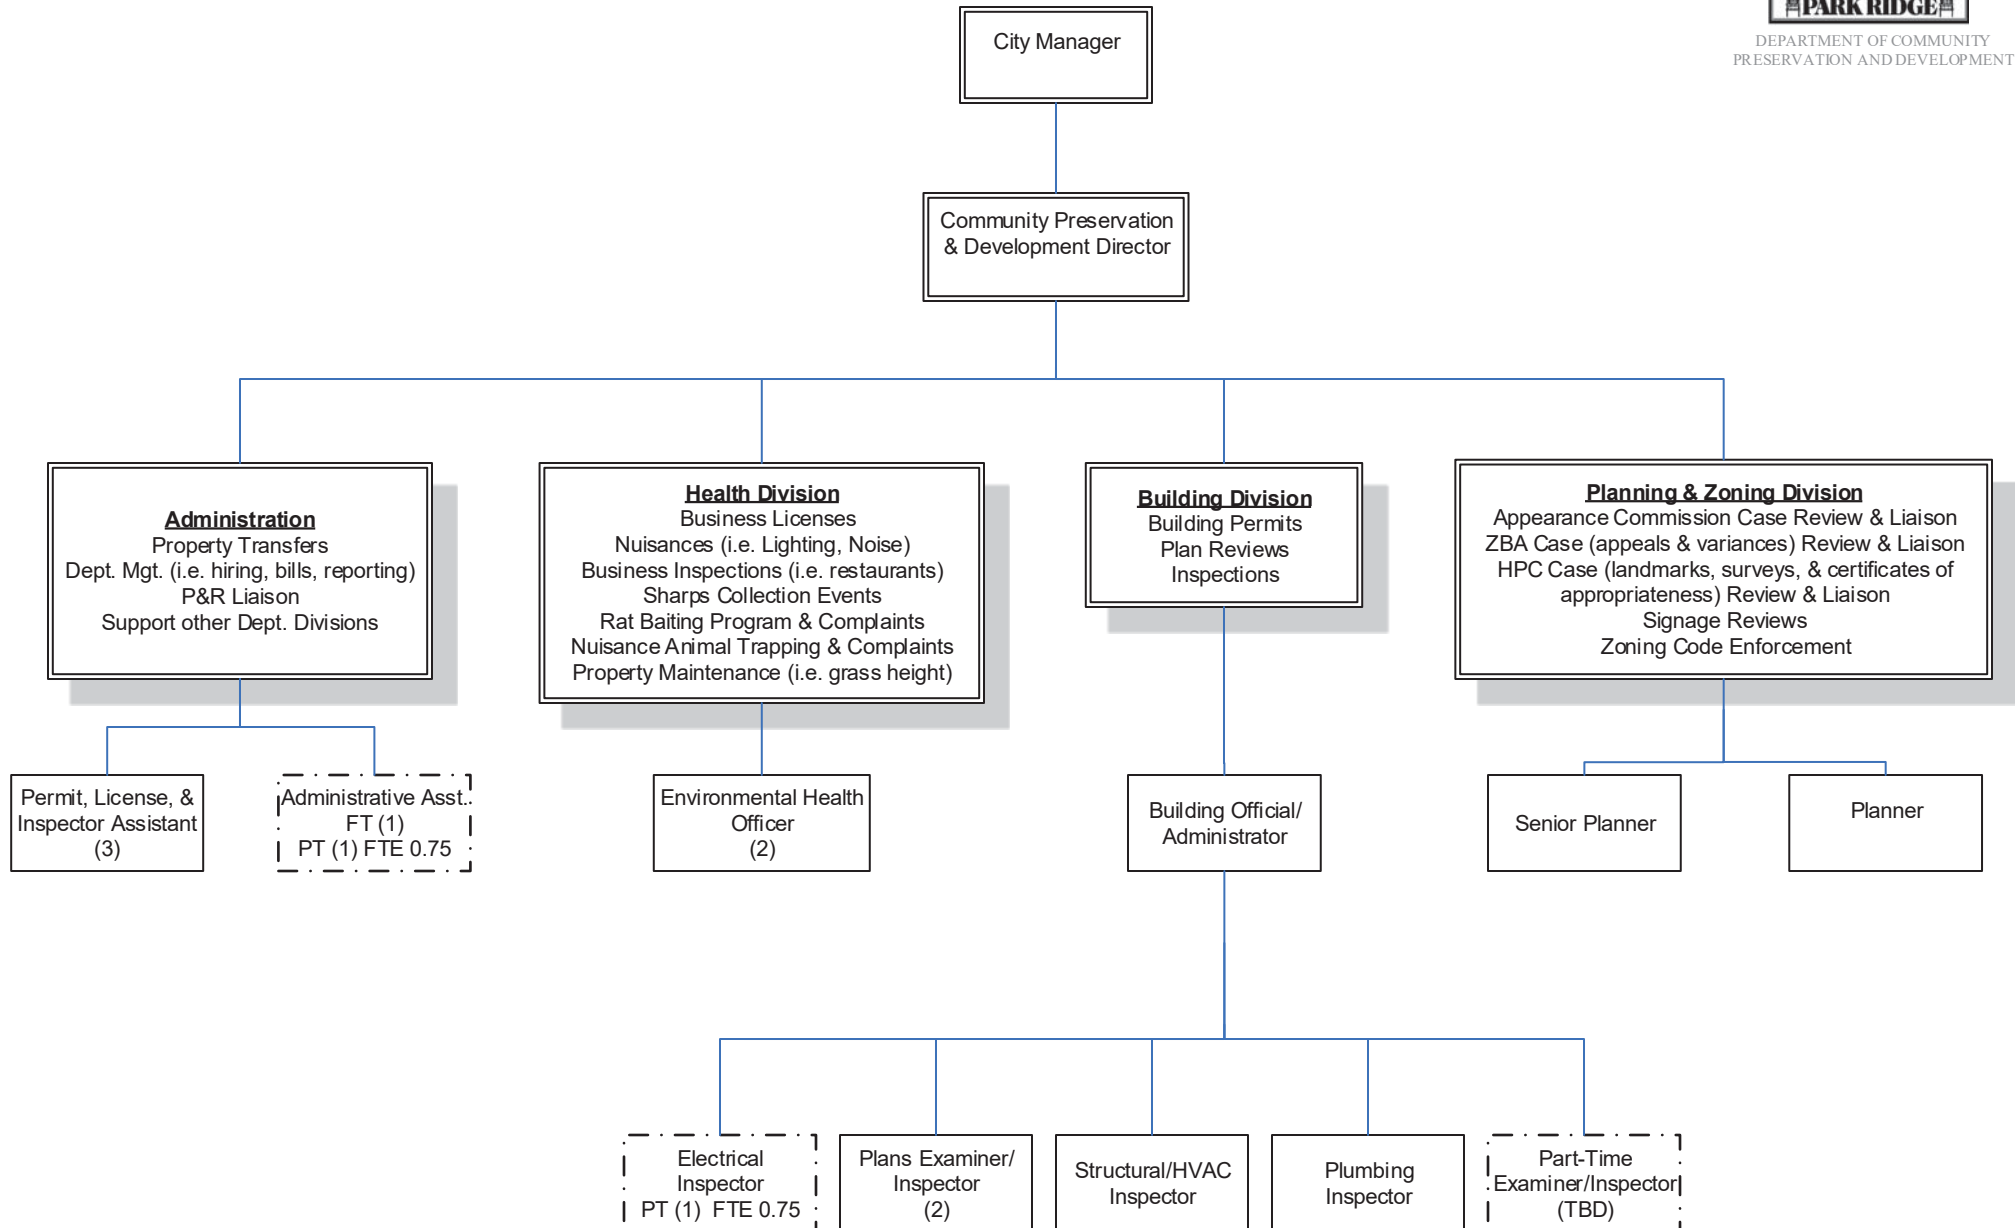 PARK RIDGE
DEPARTMENT OF COMMUNITY
PRESERVATION AND DEVELOPMENT
City Manager
Community Preservation
& Development Director
Administration
Property Transfers
Dept. Mgt. (i.e. hiring, bills, reporting)
P&R Liaison
Support other Dept. Divisions
Health Division
Business Licenses
Nuisances (i.e. Lighting, Noise)
Business Inspections (i.e. restaurants)
Sharps Collection Events
Rat Baiting Program & Complaints
Nuisance Animal Trapping & Complaints
Property Maintenance (i.e. grass height)
Building Division
Building Permits
Plan Reviews
Inspections
Planning & Zoning Division
Appearance Commission Case Review & Liaison
ZBA Case (appeals & variances) Review & Liaison
HPC Case (landmarks, surveys, & certificates of
appropriateness) Review & Liaison
Signage Reviews
Zoning Code Enforcement
Permit, License, &
Inspector Assistant
(3)
Administrative Asst.
FT (1)
PT (1) FTE 0.75
Environmental Health
Officer
(2)
Building Official/
Administrator
Senior Planner
Planner
Electrical
Inspector
PT (1) FTE 0.75
Plans Examiner/
Inspector
(2)
Structural/HVAC
Inspector
Plumbing
Inspector
Part-Time
Examiner/Inspector
(TBD)